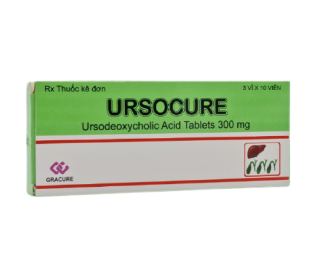 Rx Thuốc kê đơn
3 VỈ X 10 VIÊN
URSOCURE
Ursodeoxycholic Acid Tablets 300 mg
GRACURE